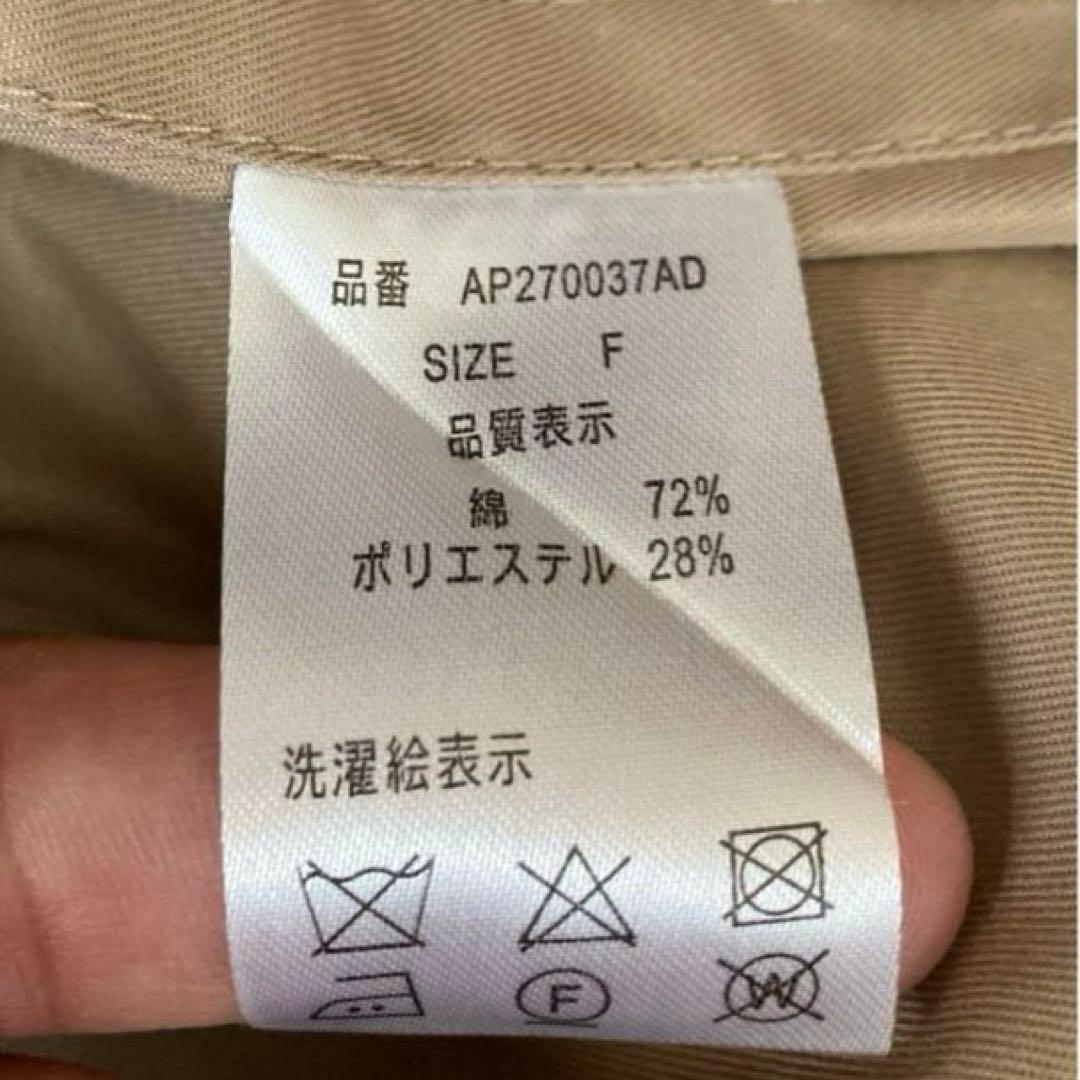 品番 AP270037AD
SIZE F
品質表示
綿 72%
ポリエステル 28%
洗濯絵表示
F W